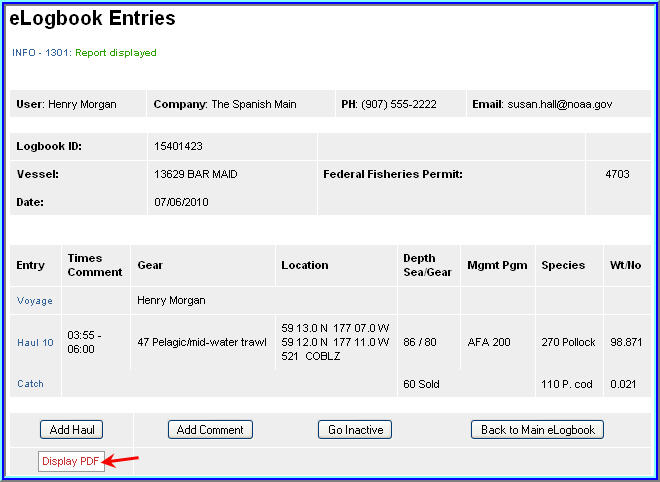 eLogbook Entries
INFO - 1301: Report displayed
User: Henry Morgan Company: The Spanish Main PH: (907) 555-2222 Email: susan.hall@noaa.gov
Logbook ID: 15401423
Vessel: 13629 BAR MAID Federal Fisheries Permit: 4703
Date: 07/06/2010
Entry Times Comment Gear Location Depth Sea/Gear Mgmt Pgm Species Wt/No
Voyage Henry Morgan
Haul 10 03:55 - 06:00 47 Pelagic/mid-water trawl 59 13.0 N 177 07.0 W 59 12.0 N 177 11.0 W 521 COBLZ 86 / 80 AFA 200 270 Pollock 98.871
Catch 60 Sold 110 P. cod 0.021
Add Haul Add Comment Go Inactive Back to Main eLogbook
Display PDF